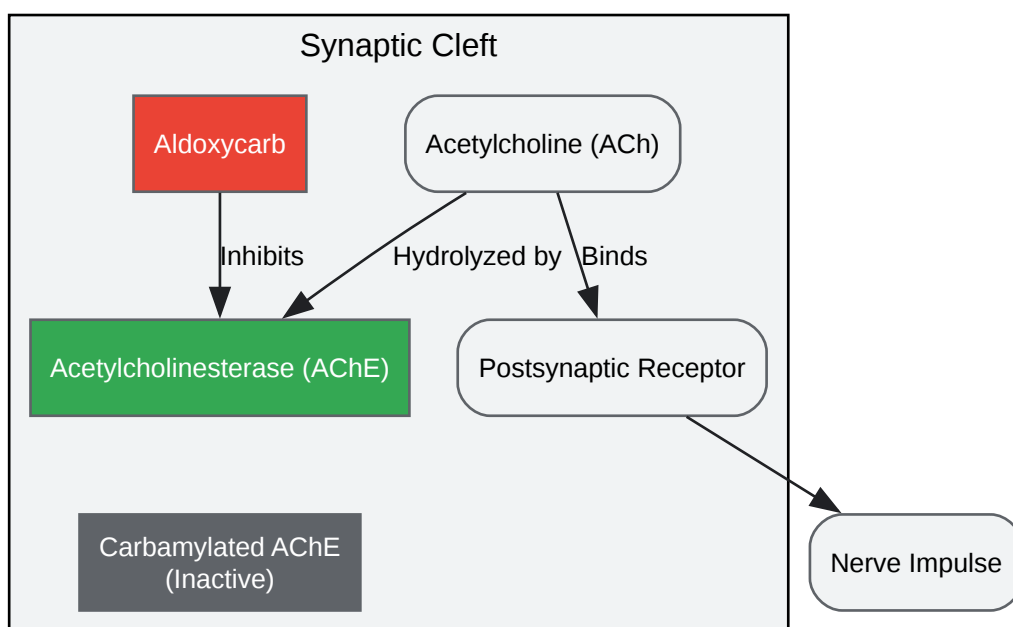 Synaptic Cleft
Aldoxycarb
Acetylcholine (ACh)
Inhibits
Hydrolyzed by
Binds
Acetylcholinesterase (AChE)
Postsynaptic Receptor
Carbamylated AChE
(Inactive)
Nerve Impulse